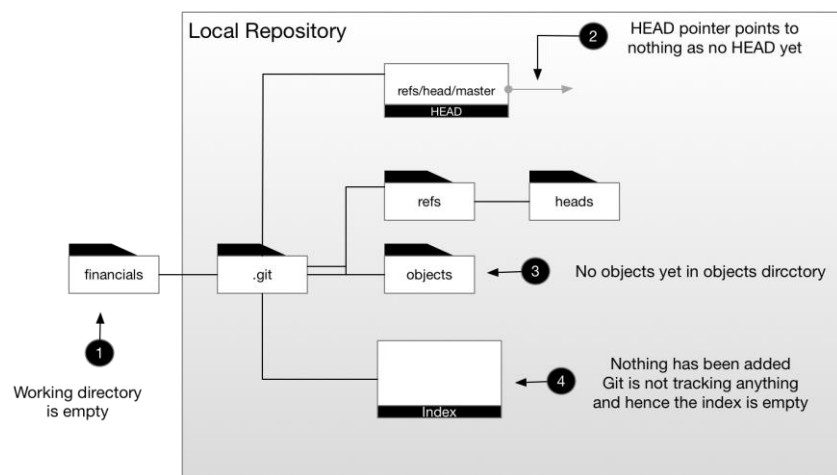 Local Repository
2
HEAD pointer points to
nothing as no HEAD yet
refs/head/master
HEAD
refs
heads
financials
.git
objects
3
No objects yet in objects dircctory
1
Working directory
is empty
4
Nothing has been added
Git is not tracking anything
and hence the index is empty
Index